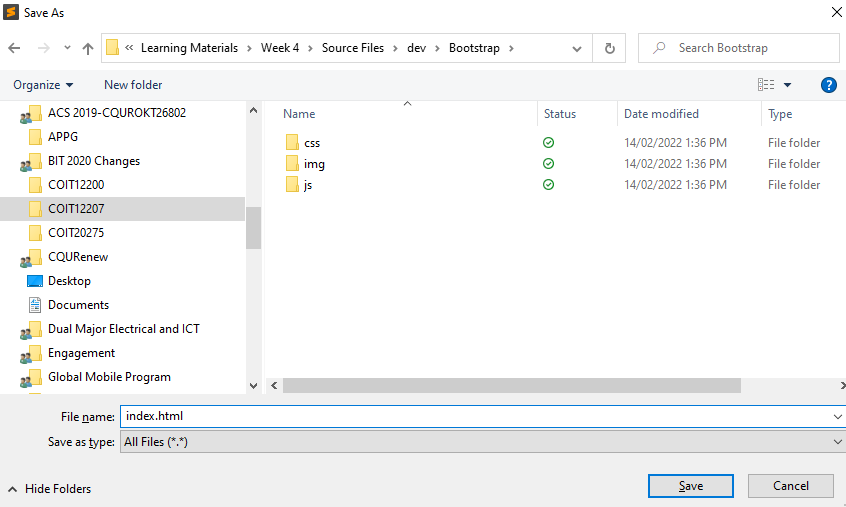 Save As
« Learning Materials > Week 4 > Source Files > dev > Bootstrap >
Search Bootstrap
Organize
New folder
ACS 2019-CQUROKT26802
APPG
BIT 2020 Changes
COIT12200
COIT12207
COIT20275
CQURenew
Desktop
Documents
Dual Major Electrical and ICT
Engagement
Global Mobile Program
Name Status Date modified Type
css 14/02/2022 1:36 PM File folder
img 14/02/2022 1:36 PM File folder
js 14/02/2022 1:36 PM File folder
File name: index.html
Save as type: All Files (*.*)
Hide Folders
Save
Cancel